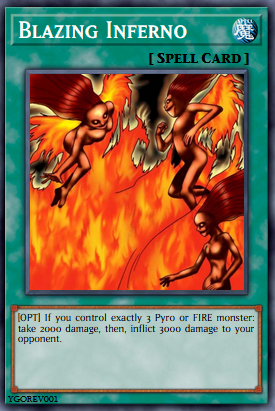 BLAZING INFERNO
魔
[ SPELL CARD ]
[OPT] If you control exactly 3 Pyro or FIRE monster:
take 2000 damage, then, inflict 3000 damage to your
opponent.
YGOREV001